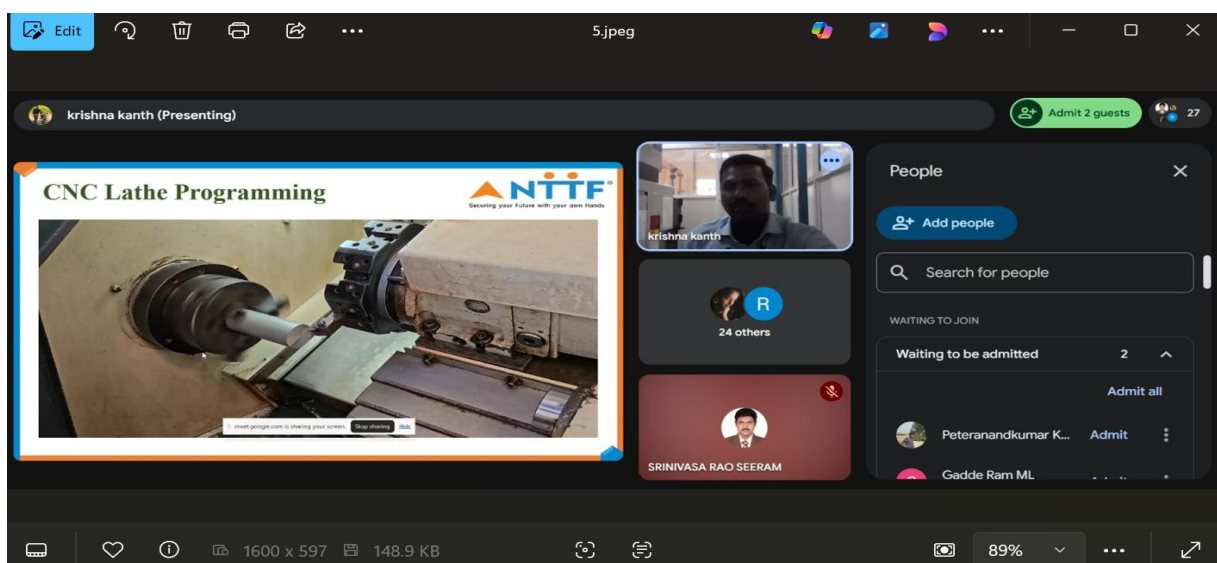 Edit
5.jpeg
krishna kanth (Presenting)
Admit 2 guests
27
CNC Lathe Programming
NTTF
Securing your Future with your own Hands
meet.google.com is sharing your screen. Stop sharing Hide
krishna kanth
R
24 others
SRINIVASA RAO SEERAM
People
Add people
Search for people
WAITING TO JOIN
Waiting to be admitted 2
Admit all
Peteranandkumar K... Admit
Gadde Ram ML
1600 x 597 148.9 KB
89%